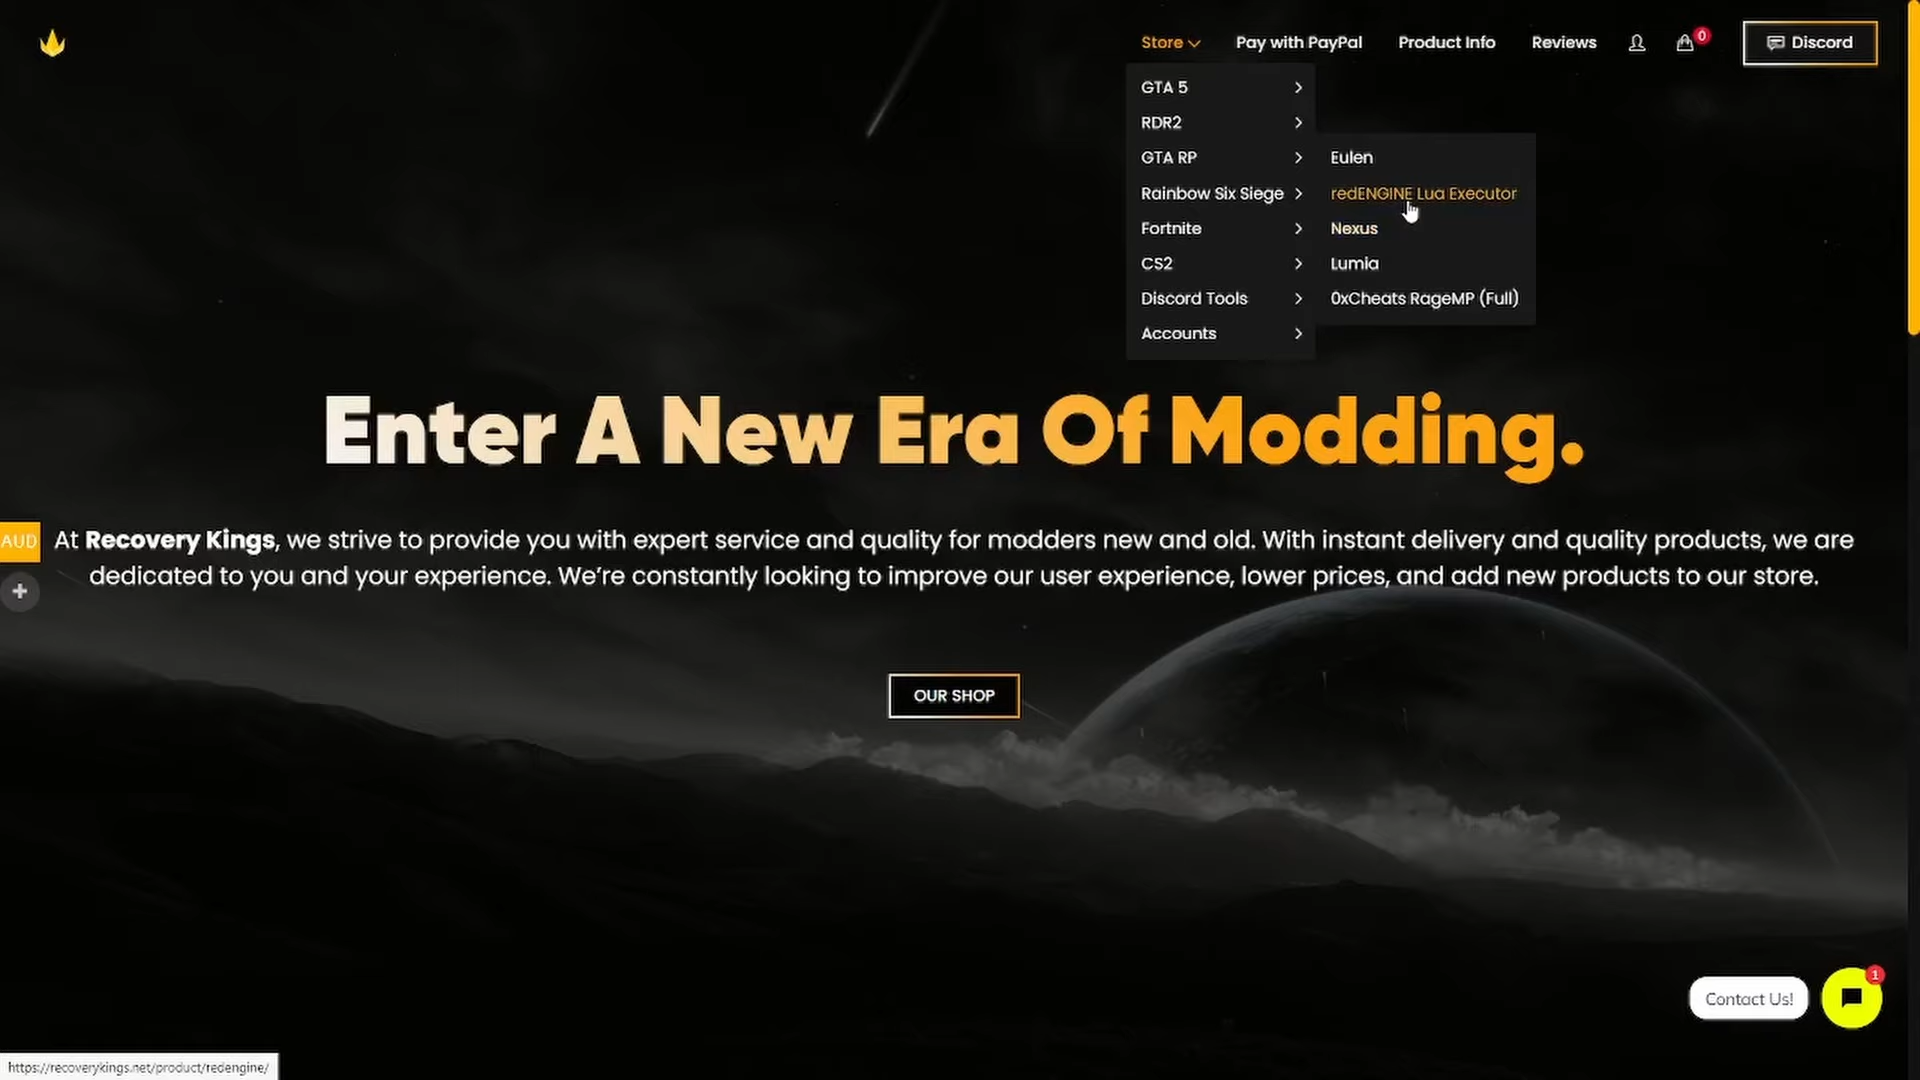 Store
Pay with PayPal
Product Info
Reviews
0
Discord
GTA 5
RDR2
GTA RP
Rainbow Six Siege
Fortnite
CS2
Discord Tools
Accounts
Eulen
redENGINE Lua Executor
Nexus
Lumia
0xCheats RageMP (Full)
Enter A New Era Of Modding.
AUD
At Recovery Kings, we strive to provide you with expert service and quality for modders new and old. With instant delivery and quality products, we are
dedicated to you and your experience. We’re constantly looking to improve our user experience, lower prices, and add new products to our store.
OUR SHOP
Contact Us!
1
https://recoverykings.net/product/redengine/